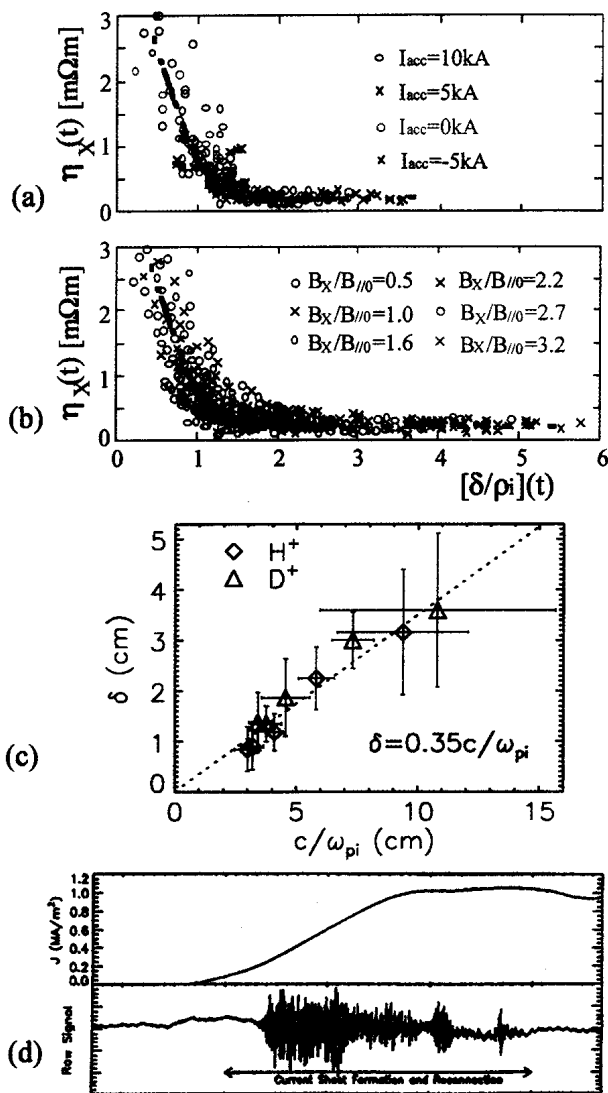 (a)
η_X(t) [mΩm]
3
2
1
0
○ Iacc=10kA
× Iacc=5kA
○ Iacc=0kA
× Iacc=-5kA
(b)
η_X(t) [mΩm]
3
2
1
0
○ B_X/B_//0=0.5 × B_X/B_//0=2.2
× B_X/B_//0=1.0 ○ B_X/B_//0=2.7
○ B_X/B_//0=1.6 × B_X/B_//0=3.2
0 1 2 3 4 5 6
[δ/ρi](t)
(c)
δ (cm)
5
4
3
2
1
0
◇ H⁺
△ D⁺
δ=0.35c/ω_pi
0 5 10 15
c/ω_pi (cm)
(d)
J (MA/m²)
1.2
1.0
0.8
0.6
0.4
0.2
0.0
Raw Signal
Current Sheet Formation and Reconnection